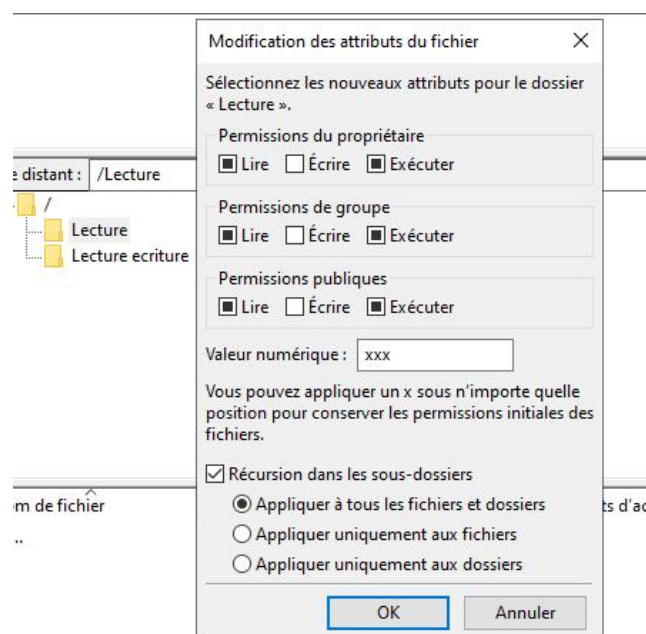 Modification des attributs du fichier
Sélectionnez les nouveaux attributs pour le dossier
« Lecture ».
Permissions du propriétaire
Lire Écrire Exécuter
e distant : /Lecture
/
Permissions de groupe
Lecture
Lire Écrire Exécuter
Lecture ecriture
Permissions publiques
Lire Écrire Exécuter
Valeur numérique : xxx
Vous pouvez appliquer un x sous n’importe quelle
position pour conserver les permissions initiales des
fichiers.
Récursion dans les sous-dossiers
m de fichier
Appliquer à tous les fichiers et dossiers
ts d'ac
..
Appliquer uniquement aux fichiers
Appliquer uniquement aux dossiers
OK Annuler